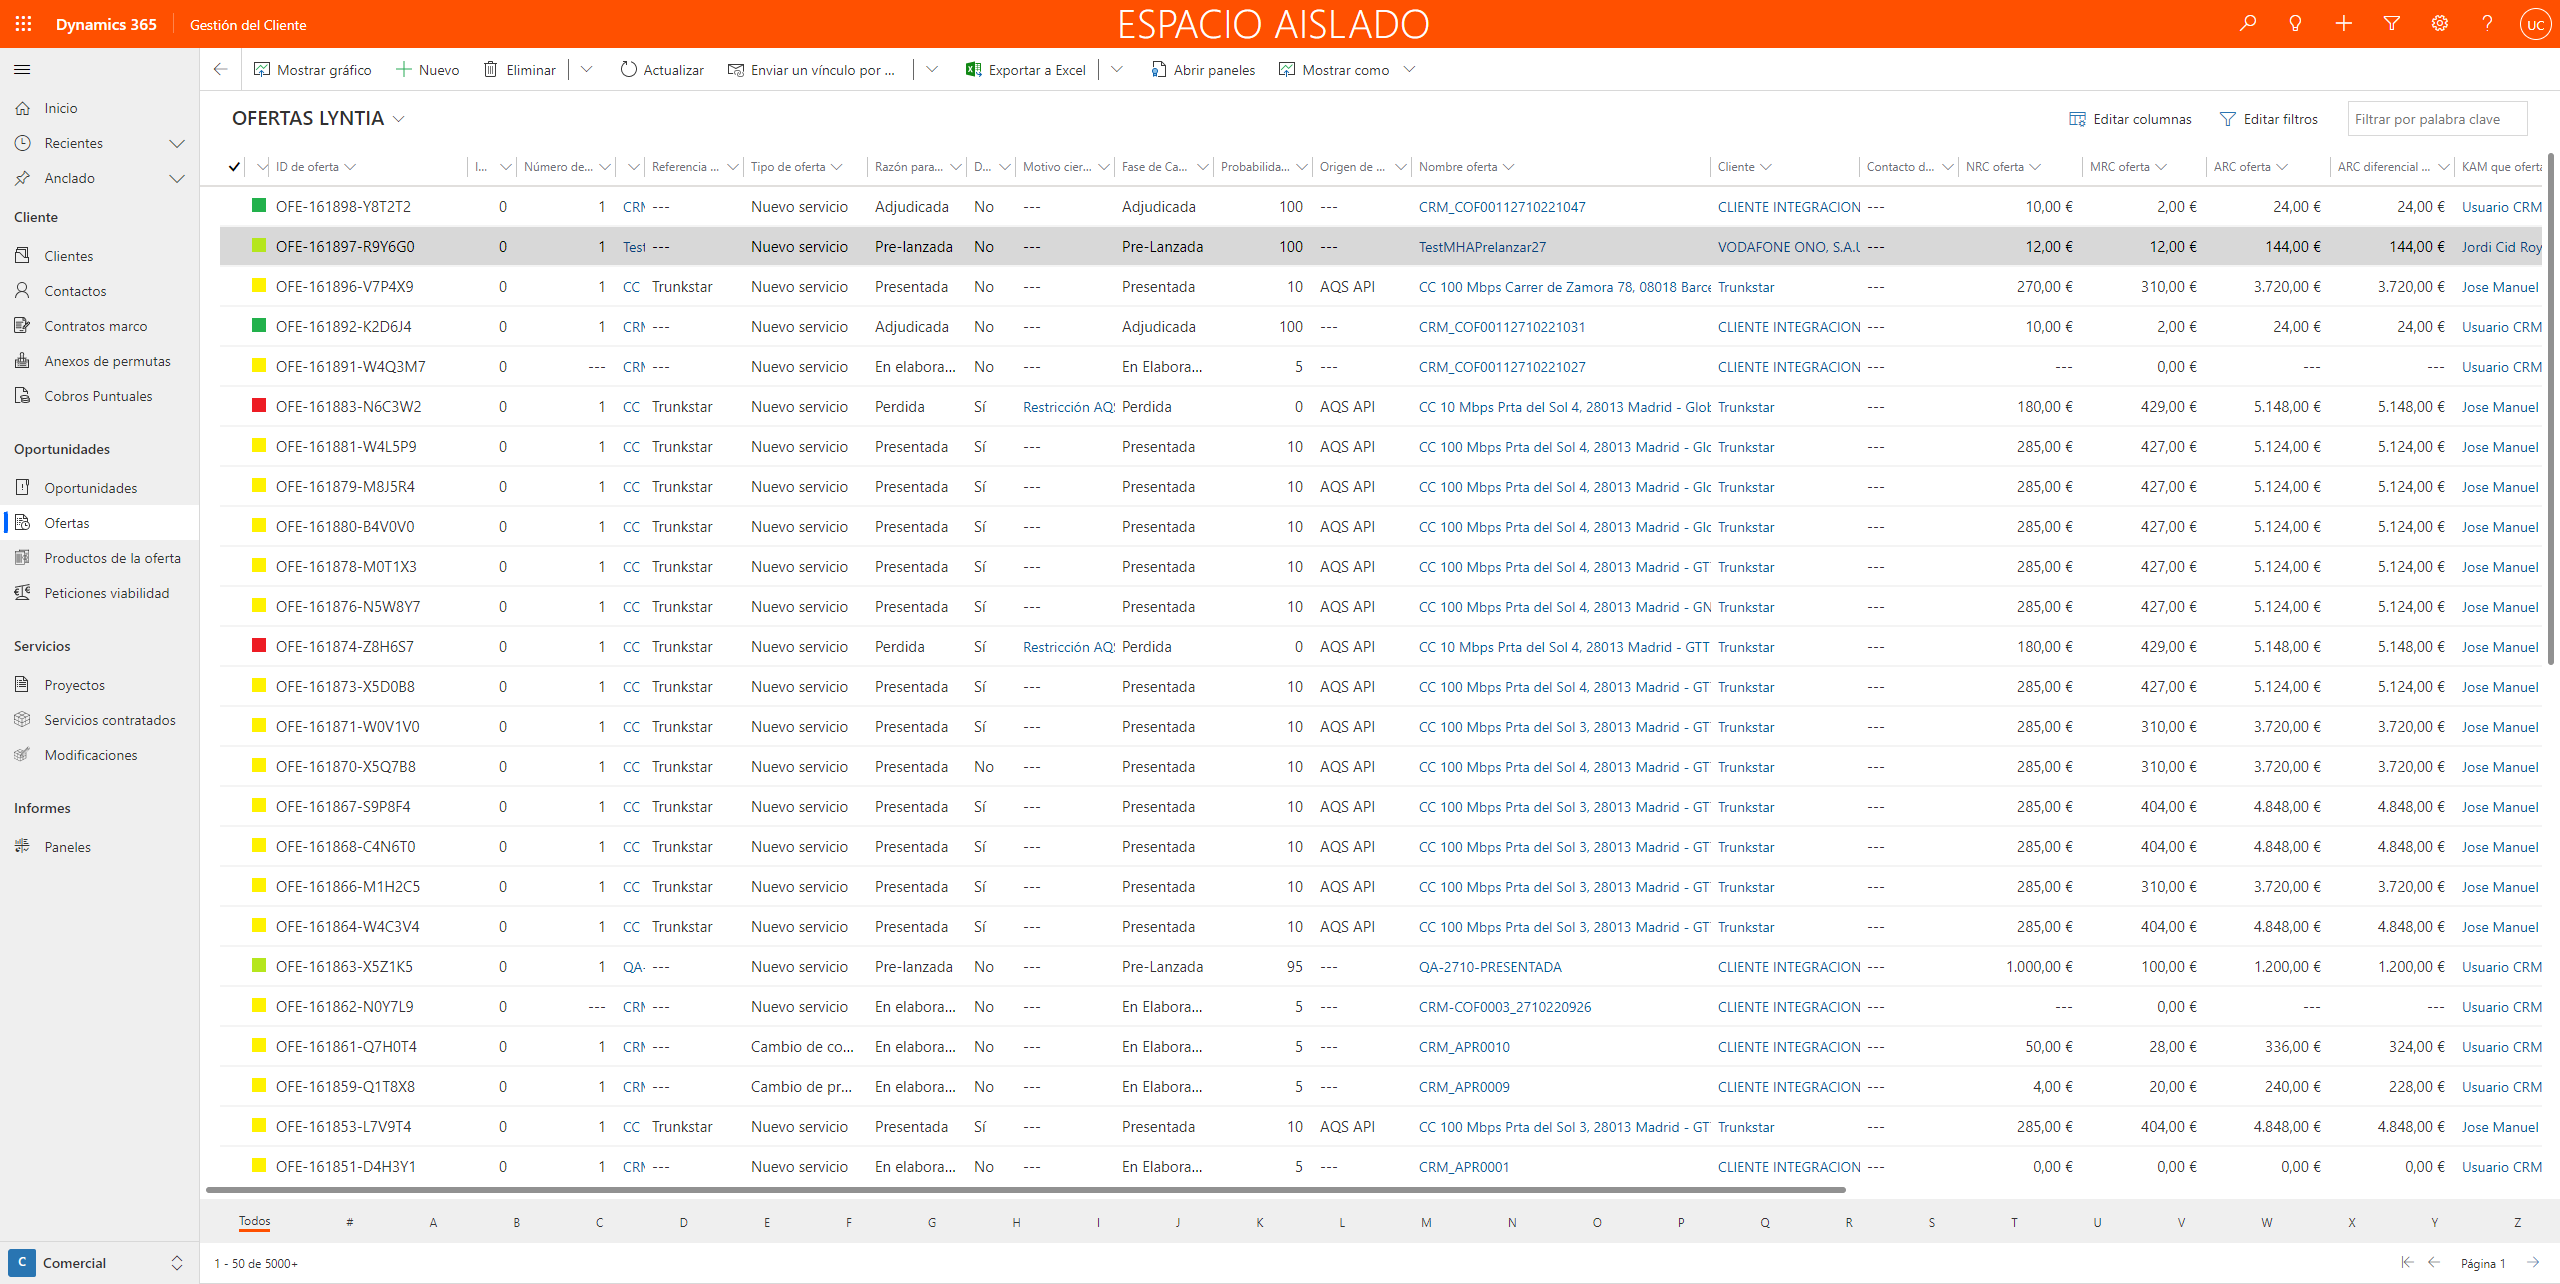 Dynamics 365 Gestión del Cliente ESPACIO AISLADO UC
Mostrar gráfico Nuevo Eliminar Actualizar Enviar un vínculo por ... Exportar a Excel Abrir paneles Mostrar como
Inicio
Recientes
Anclado
Cliente
Clientes
Contactos
Contratos marco
Anexos de permutas
Cobros Puntuales
Oportunidades
Oportunidades
Ofertas
Productos de la oferta
Peticiones viabilidad
Servicios
Proyectos
Servicios contratados
Modificaciones
Informes
Paneles
C Comercial
OFERTAS LYNTIA Editar columnas Editar filtros Filtrar por palabra clave
ID de oferta I... Número de... Referencia ... Tipo de oferta Razón para... D... Motivo cier... Fase de Ca... Probabilida... Origen de ... Nombre oferta Cliente Contacto d... NRC oferta MRC oferta ARC oferta ARC diferencial ... KAM que oferta
OFE-161898-Y8T2T2 0 1 CRM --- Nuevo servicio Adjudicada No --- Adjudicada 100 --- CRM_COF00112710221047 CLIENTE INTEGRACION --- 10,00 € 2,00 € 24,00 € 24,00 € Usuario CRM
OFE-161897-R9Y6G0 0 1 Test --- Nuevo servicio Pre-lanzada No --- Pre-Lanzada 100 --- TestMHAPrelanzar27 VODAFONE ONO, S.A.U --- 12,00 € 12,00 € 144,00 € 144,00 € Jordi Cid Roy
OFE-161896-V7P4X9 0 1 CC Trunkstar Nuevo servicio Presentada No --- Presentada 10 AQS API CC 100 Mbps Carrer de Zamora 78, 08018 Barce Trunkstar --- 270,00 € 310,00 € 3.720,00 € 3.720,00 € Jose Manuel
OFE-161892-K2D6J4 0 1 CRM --- Nuevo servicio Adjudicada No --- Adjudicada 100 --- CRM_COF00112710221031 CLIENTE INTEGRACION --- 10,00 € 2,00 € 24,00 € 24,00 € Usuario CRM
OFE-161891-W4Q3M7 0 --- CRM --- Nuevo servicio En elabora... No --- En Elabora... 5 --- CRM_COF00112710221027 CLIENTE INTEGRACION --- --- 0,00 € --- --- Usuario CRM
OFE-161883-N6C3W2 0 1 CC Trunkstar Nuevo servicio Perdida Sí Restricción AQS Perdida 0 AQS API CC 10 Mbps Prta del Sol 4, 28013 Madrid - Glob Trunkstar --- 180,00 € 429,00 € 5.148,00 € 5.148,00 € Jose Manuel
OFE-161881-W4L5P9 0 1 CC Trunkstar Nuevo servicio Presentada Sí --- Presentada 10 AQS API CC 100 Mbps Prta del Sol 4, 28013 Madrid - Glo Trunkstar --- 285,00 € 427,00 € 5.124,00 € 5.124,00 € Jose Manuel
OFE-161879-M8J5R4 0 1 CC Trunkstar Nuevo servicio Presentada Sí --- Presentada 10 AQS API CC 100 Mbps Prta del Sol 4, 28013 Madrid - Glo Trunkstar --- 285,00 € 427,00 € 5.124,00 € 5.124,00 € Jose Manuel
OFE-161880-B4V0V0 0 1 CC Trunkstar Nuevo servicio Presentada Sí --- Presentada 10 AQS API CC 100 Mbps Prta del Sol 4, 28013 Madrid - Glo Trunkstar --- 285,00 € 427,00 € 5.124,00 € 5.124,00 € Jose Manuel
OFE-161878-M0T1X3 0 1 CC Trunkstar Nuevo servicio Presentada Sí --- Presentada 10 AQS API CC 100 Mbps Prta del Sol 4, 28013 Madrid - GT Trunkstar --- 285,00 € 427,00 € 5.124,00 € 5.124,00 € Jose Manuel
OFE-161876-N5W8Y7 0 1 CC Trunkstar Nuevo servicio Presentada Sí --- Presentada 10 AQS API CC 100 Mbps Prta del Sol 4, 28013 Madrid - GN Trunkstar --- 285,00 € 427,00 € 5.124,00 € 5.124,00 € Jose Manuel
OFE-161874-Z8H6S7 0 1 CC Trunkstar Nuevo servicio Perdida Sí Restricción AQS Perdida 0 AQS API CC 10 Mbps Prta del Sol 4, 28013 Madrid - GTT Trunkstar --- 180,00 € 429,00 € 5.148,00 € 5.148,00 € Jose Manuel
OFE-161873-X5D0B8 0 1 CC Trunkstar Nuevo servicio Presentada Sí --- Presentada 10 AQS API CC 100 Mbps Prta del Sol 4, 28013 Madrid - GT Trunkstar --- 285,00 € 427,00 € 5.124,00 € 5.124,00 € Jose Manuel
OFE-161871-W0V1V0 0 1 CC Trunkstar Nuevo servicio Presentada Sí --- Presentada 10 AQS API CC 100 Mbps Prta del Sol 3, 28013 Madrid - GT Trunkstar --- 285,00 € 310,00 € 3.720,00 € 3.720,00 € Jose Manuel
OFE-161870-X5Q7B8 0 1 CC Trunkstar Nuevo servicio Presentada No --- Presentada 10 AQS API CC 100 Mbps Prta del Sol 4, 28013 Madrid - GT Trunkstar --- 285,00 € 310,00 € 3.720,00 € 3.720,00 € Jose Manuel
OFE-161867-S9P8F4 0 1 CC Trunkstar Nuevo servicio Presentada Sí --- Presentada 10 AQS API CC 100 Mbps Prta del Sol 3, 28013 Madrid - GT Trunkstar --- 285,00 € 404,00 € 4.848,00 € 4.848,00 € Jose Manuel
OFE-161868-C4N6T0 0 1 CC Trunkstar Nuevo servicio Presentada Sí --- Presentada 10 AQS API CC 100 Mbps Prta del Sol 3, 28013 Madrid - GT Trunkstar --- 285,00 € 404,00 € 4.848,00 € 4.848,00 € Jose Manuel
OFE-161866-M1H2C5 0 1 CC Trunkstar Nuevo servicio Presentada Sí --- Presentada 10 AQS API CC 100 Mbps Prta del Sol 3, 28013 Madrid - GT Trunkstar --- 285,00 € 310,00 € 3.720,00 € 3.720,00 € Jose Manuel
OFE-161864-W4C3V4 0 1 CC Trunkstar Nuevo servicio Presentada Sí --- Presentada 10 AQS API CC 100 Mbps Prta del Sol 3, 28013 Madrid - GT Trunkstar --- 285,00 € 404,00 € 4.848,00 € 4.848,00 € Jose Manuel
OFE-161863-X5Z1K5 0 1 QA- --- Nuevo servicio Pre-lanzada No --- Pre-Lanzada 95 --- QA-2710-PRESENTADA CLIENTE INTEGRACION --- 1.000,00 € 100,00 € 1.200,00 € 1.200,00 € Usuario CRM
OFE-161862-N0Y7L9 0 --- CRM --- Nuevo servicio En elabora... No --- En Elabora... 5 --- CRM-COF0003_2710220926 CLIENTE INTEGRACION --- --- 0,00 € --- --- Usuario CRM
OFE-161861-Q7H0T4 0 1 CRM --- Cambio de co... En elabora... No --- En Elabora... 5 --- CRM_APR0010 CLIENTE INTEGRACION --- 50,00 € 28,00 € 336,00 € 324,00 € Usuario CRM
OFE-161859-Q1T8X8 0 1 CRM --- Cambio de pr... En elabora... No --- En Elabora... 5 --- CRM_APR0009 CLIENTE INTEGRACION --- 4,00 € 20,00 € 240,00 € 228,00 € Usuario CRM
OFE-161853-L7V9T4 0 1 CC Trunkstar Nuevo servicio Presentada Sí --- Presentada 10 AQS API CC 100 Mbps Prta del Sol 3, 28013 Madrid - GT Trunkstar --- 285,00 € 404,00 € 4.848,00 € 4.848,00 € Jose Manuel
OFE-161851-D4H3Y1 0 1 CRM --- Nuevo servicio En elabora... No --- En Elabora... 5 --- CRM_APR0001 CLIENTE INTEGRACION --- 0,00 € 0,00 € 0,00 € 0,00 € Usuario CRM
Todos # A B C D E F G H I J K L M N O P Q R S T U V W X Y Z
1 - 50 de 5000+ Página 1